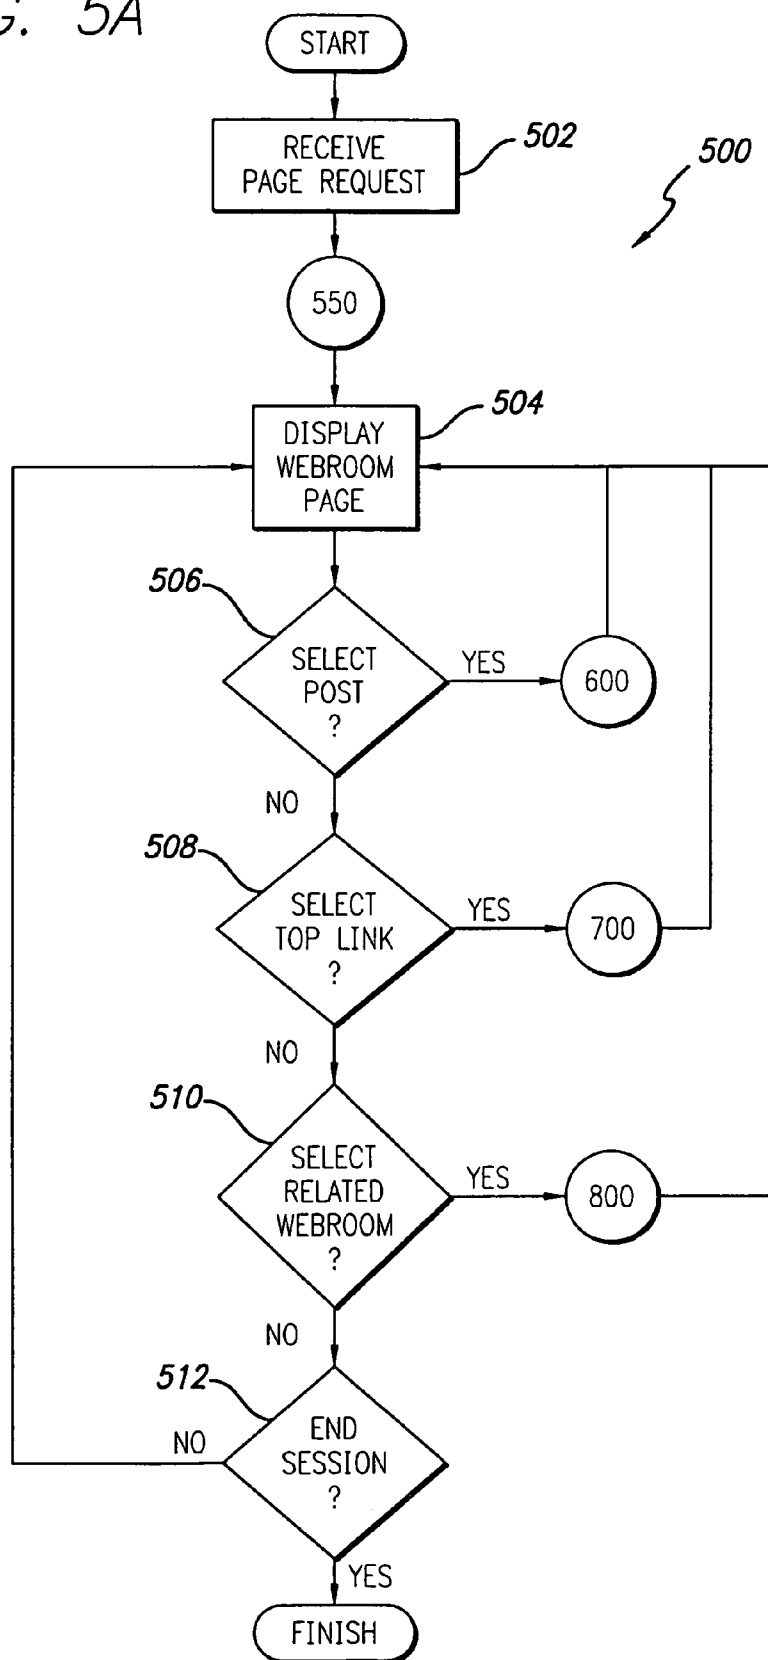 G. 5A
START
RECEIVE
PAGE REQUEST
502
500
550
504
DISPLAY
WEBROOM
PAGE
506
SELECT
POST
?
YES
600
NO
508
SELECT
TOP LINK
?
YES
700
NO
510
SELECT
RELATED
WEBROOM
?
YES
800
NO
512
END
SESSION
?
NO
YES
FINISH